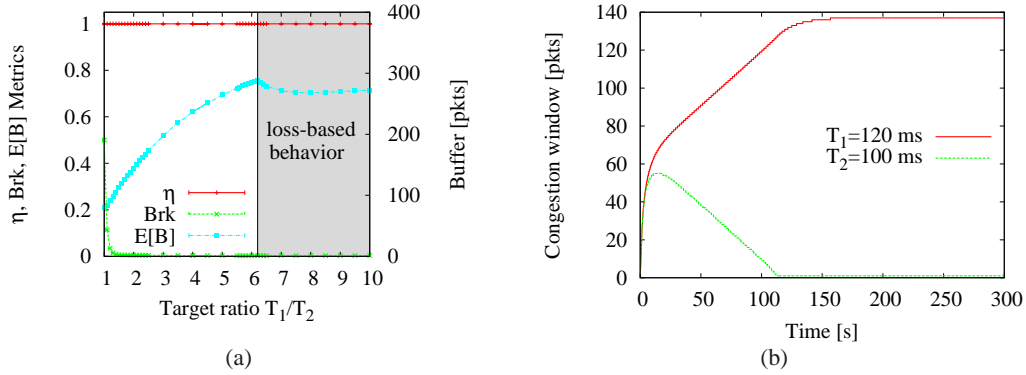 1
0.8
0.6
0.4
0.2
0
1 2 3 4 5 6 7 8 9 10
400
300
200
100
0
η, Brk, E[B] Metrics
Buffer [pkts]
Target ratio T1/T2
loss-based
behavior
η
Brk
E[B]
(a)
140
120
100
80
60
40
20
0
0 50 100 150 200 250 300
Congestion window [pkts]
Time [s]
T1=120 ms
T2=100 ms
(b)